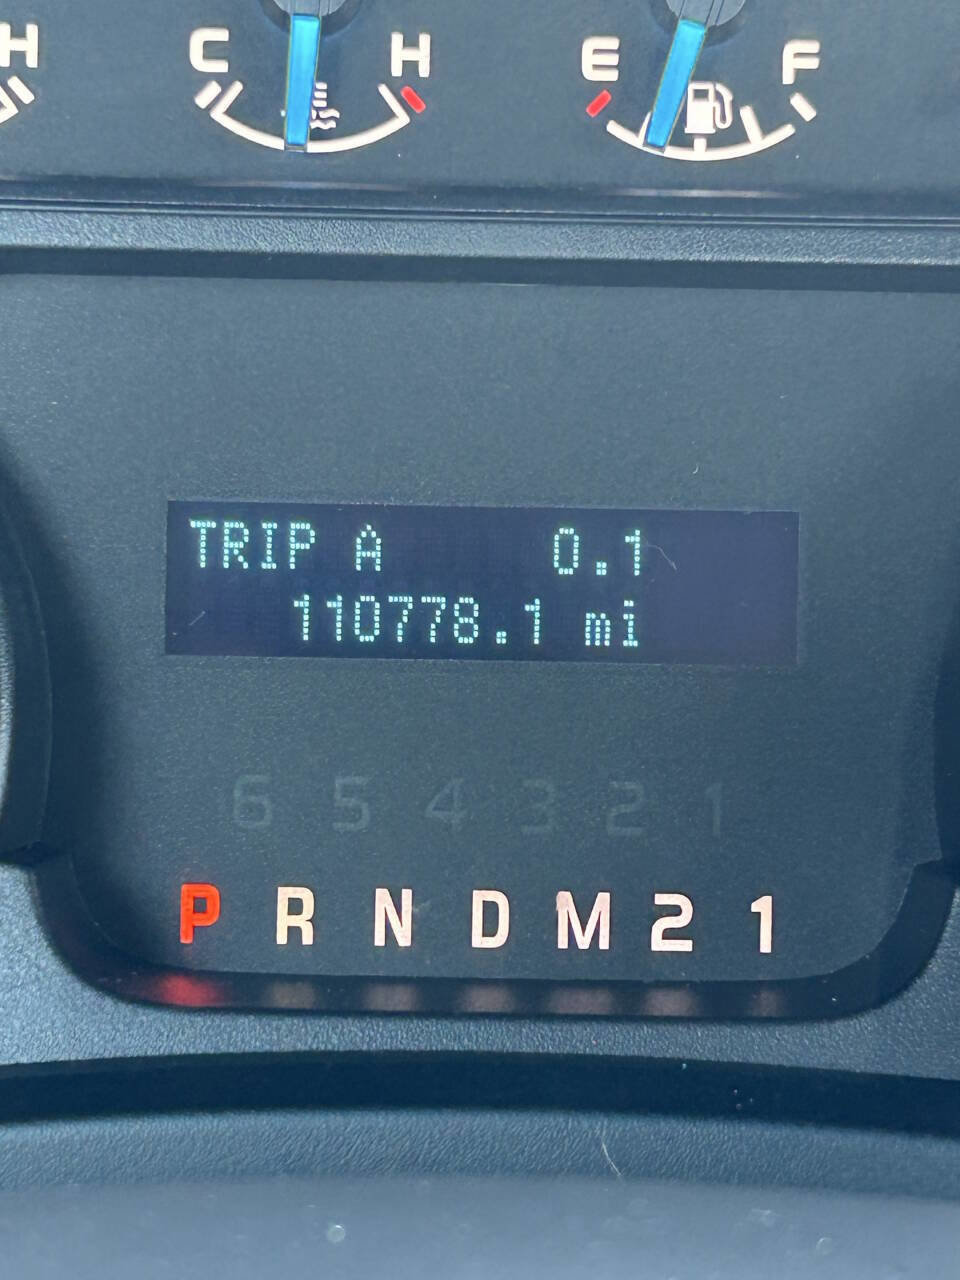 H C H E F
TRIP A 0.1
110778.1 mi
6 5 4 3 2 1
P R N D M 2 1